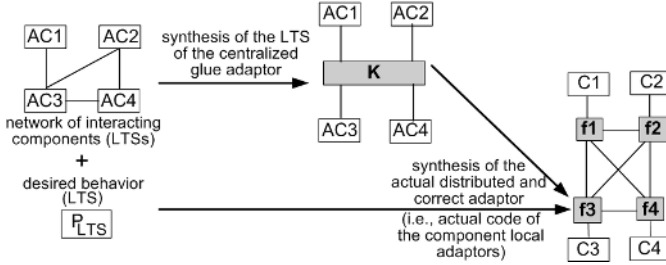 AC1
AC2
AC3
AC4
network of interacting
components (LTSs)
+
desired behavior
(LTS)
PLTS
synthesis of the LTS
of the centralized
glue adaptor
AC1
AC2
K
AC3
AC4
synthesis of the
actual distributed and
correct adaptor
(i.e., actual code of
the component local
adaptors)
C1
C2
f1
f2
f3
f4
C3
C4